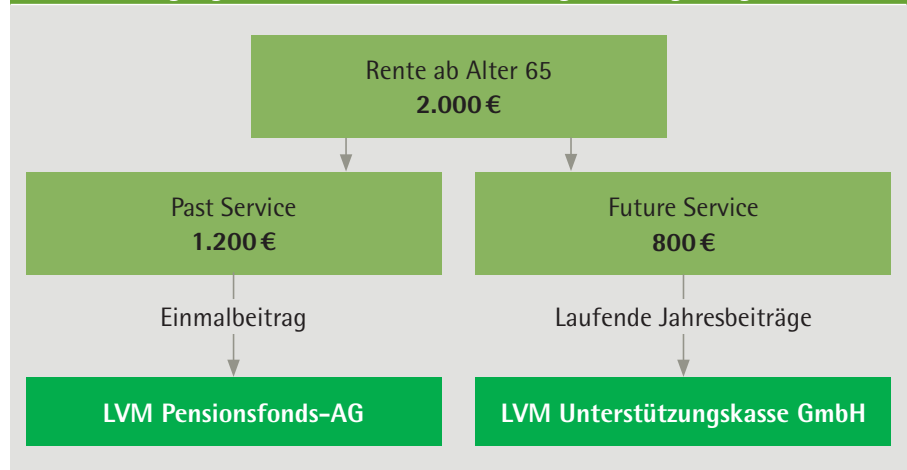 Rente ab Alter 65
2.000 €
Past Service
1.200 €
Future Service
800 €
Einmalbeitrag
Laufende Jahresbeiträge
LVM Pensionsfonds-AG
LVM Unterstützungskasse GmbH